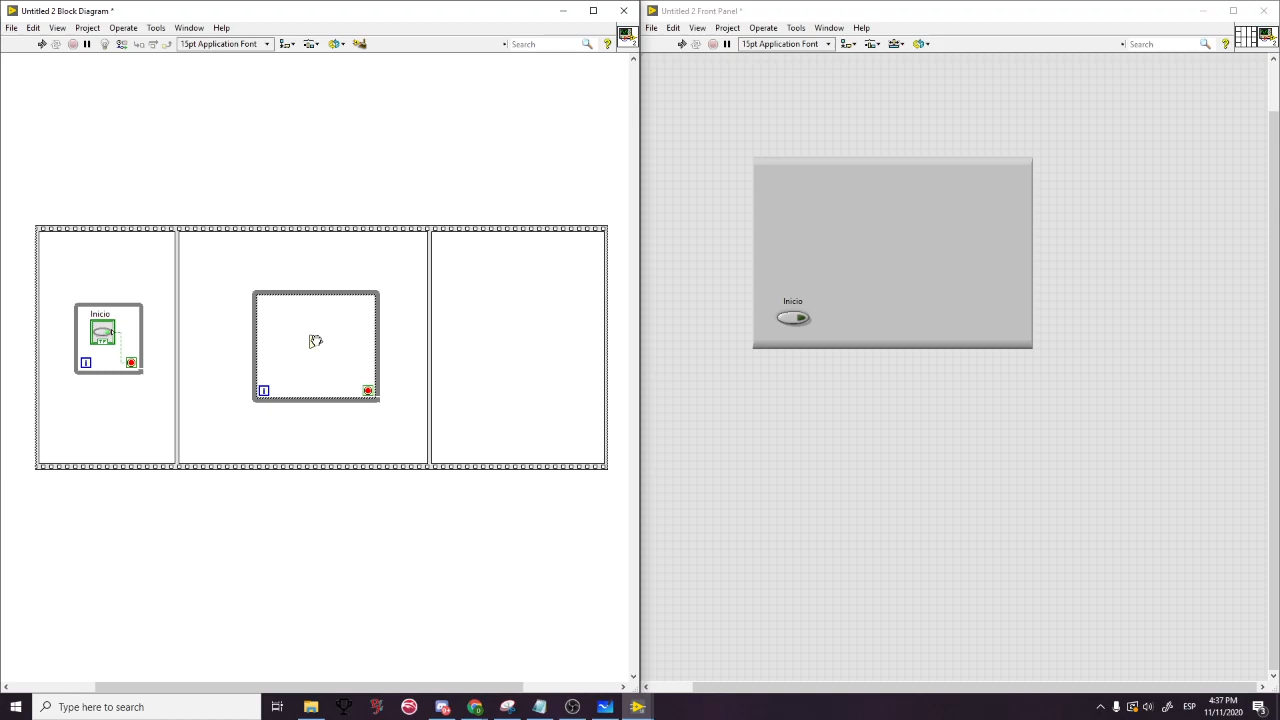 Untitled 2 Block Diagram *
File Edit View Project Operate Tools Window Help
15pt Application Font
Search
Inicio
TF
i
i
Untitled 2 Front Panel *
File Edit View Project Operate Tools Window Help
15pt Application Font
Search
Inicio
Type here to search
ESP
4:37 PM
11/11/2020
3